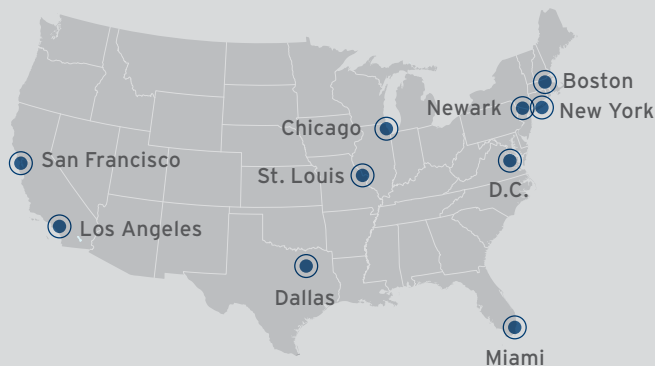 Boston
Newark
New York
Chicago
San Francisco
St. Louis
D.C.
Los Angeles
Dallas
Miami